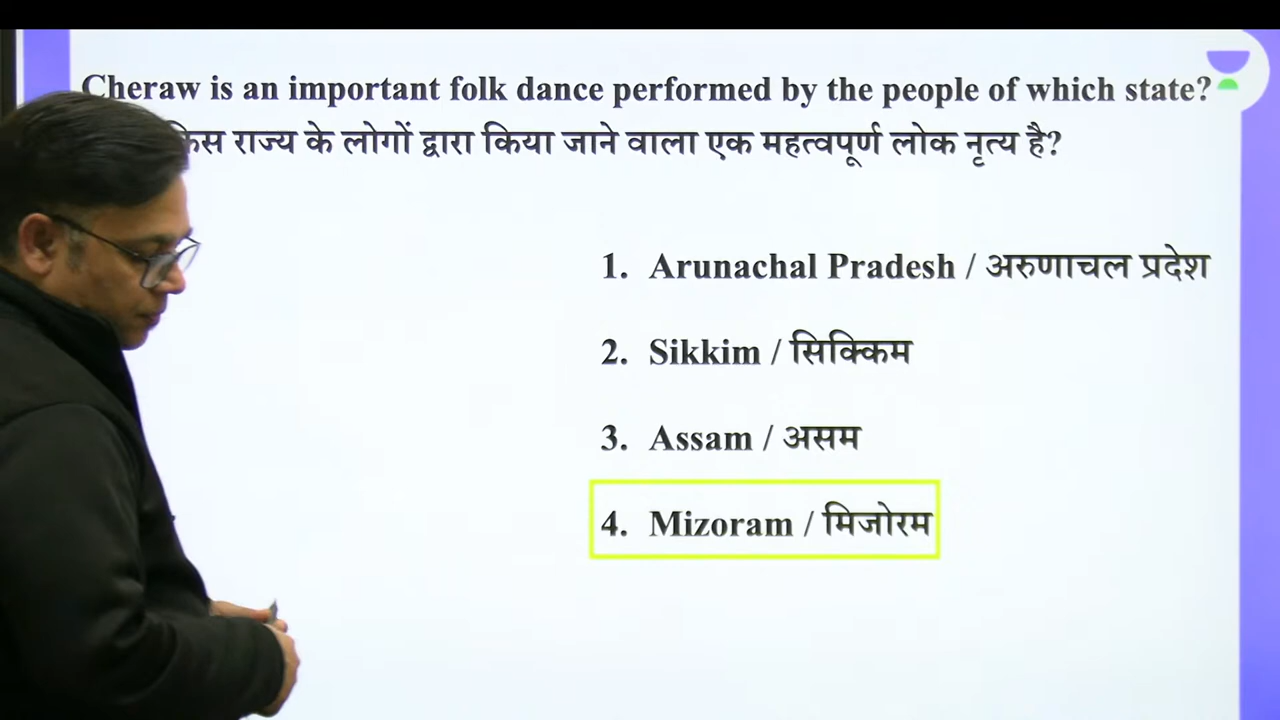 Cheraw is an important folk dance performed by the people of which state?
राज्य के लोगों द्वारा किया जाने वाला एक महत्वपूर्ण लोक नृत्य है?
1. Arunachal Pradesh / अरुणाचल प्रदेश
2. Sikkim / सिक्किम
3. Assam / असम
4. Mizoram / मिजोरम